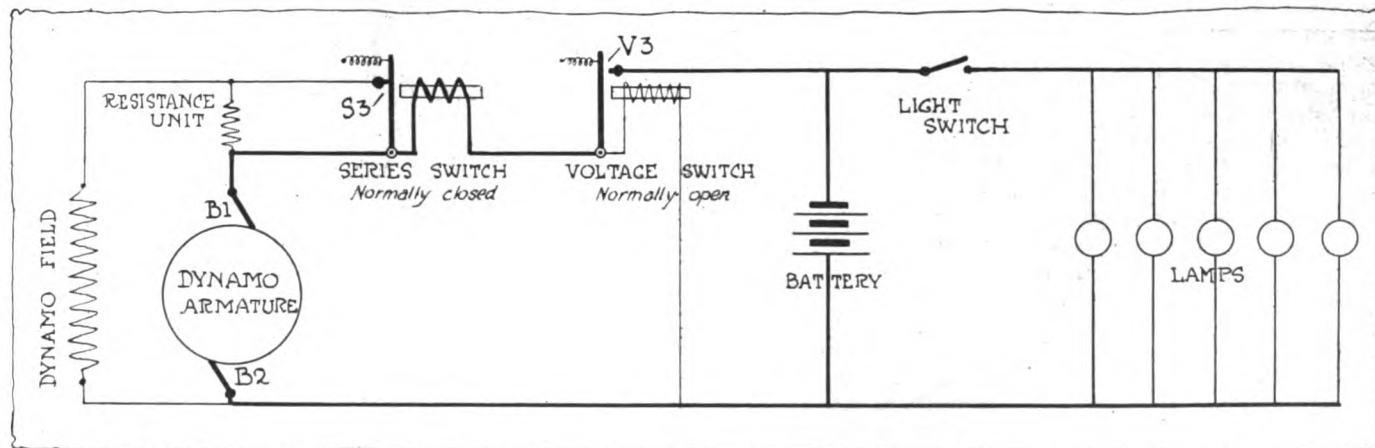 V3
RESISTANCE
UNIT
S3
LIGHT
SWITCH
SERIES SWITCH
Normally closed
VOLTAGE SWITCH
Normally open
B1
DYNAMO FIELD
DYNAMO
ARMATURE
BATTERY
LAMPS
B2